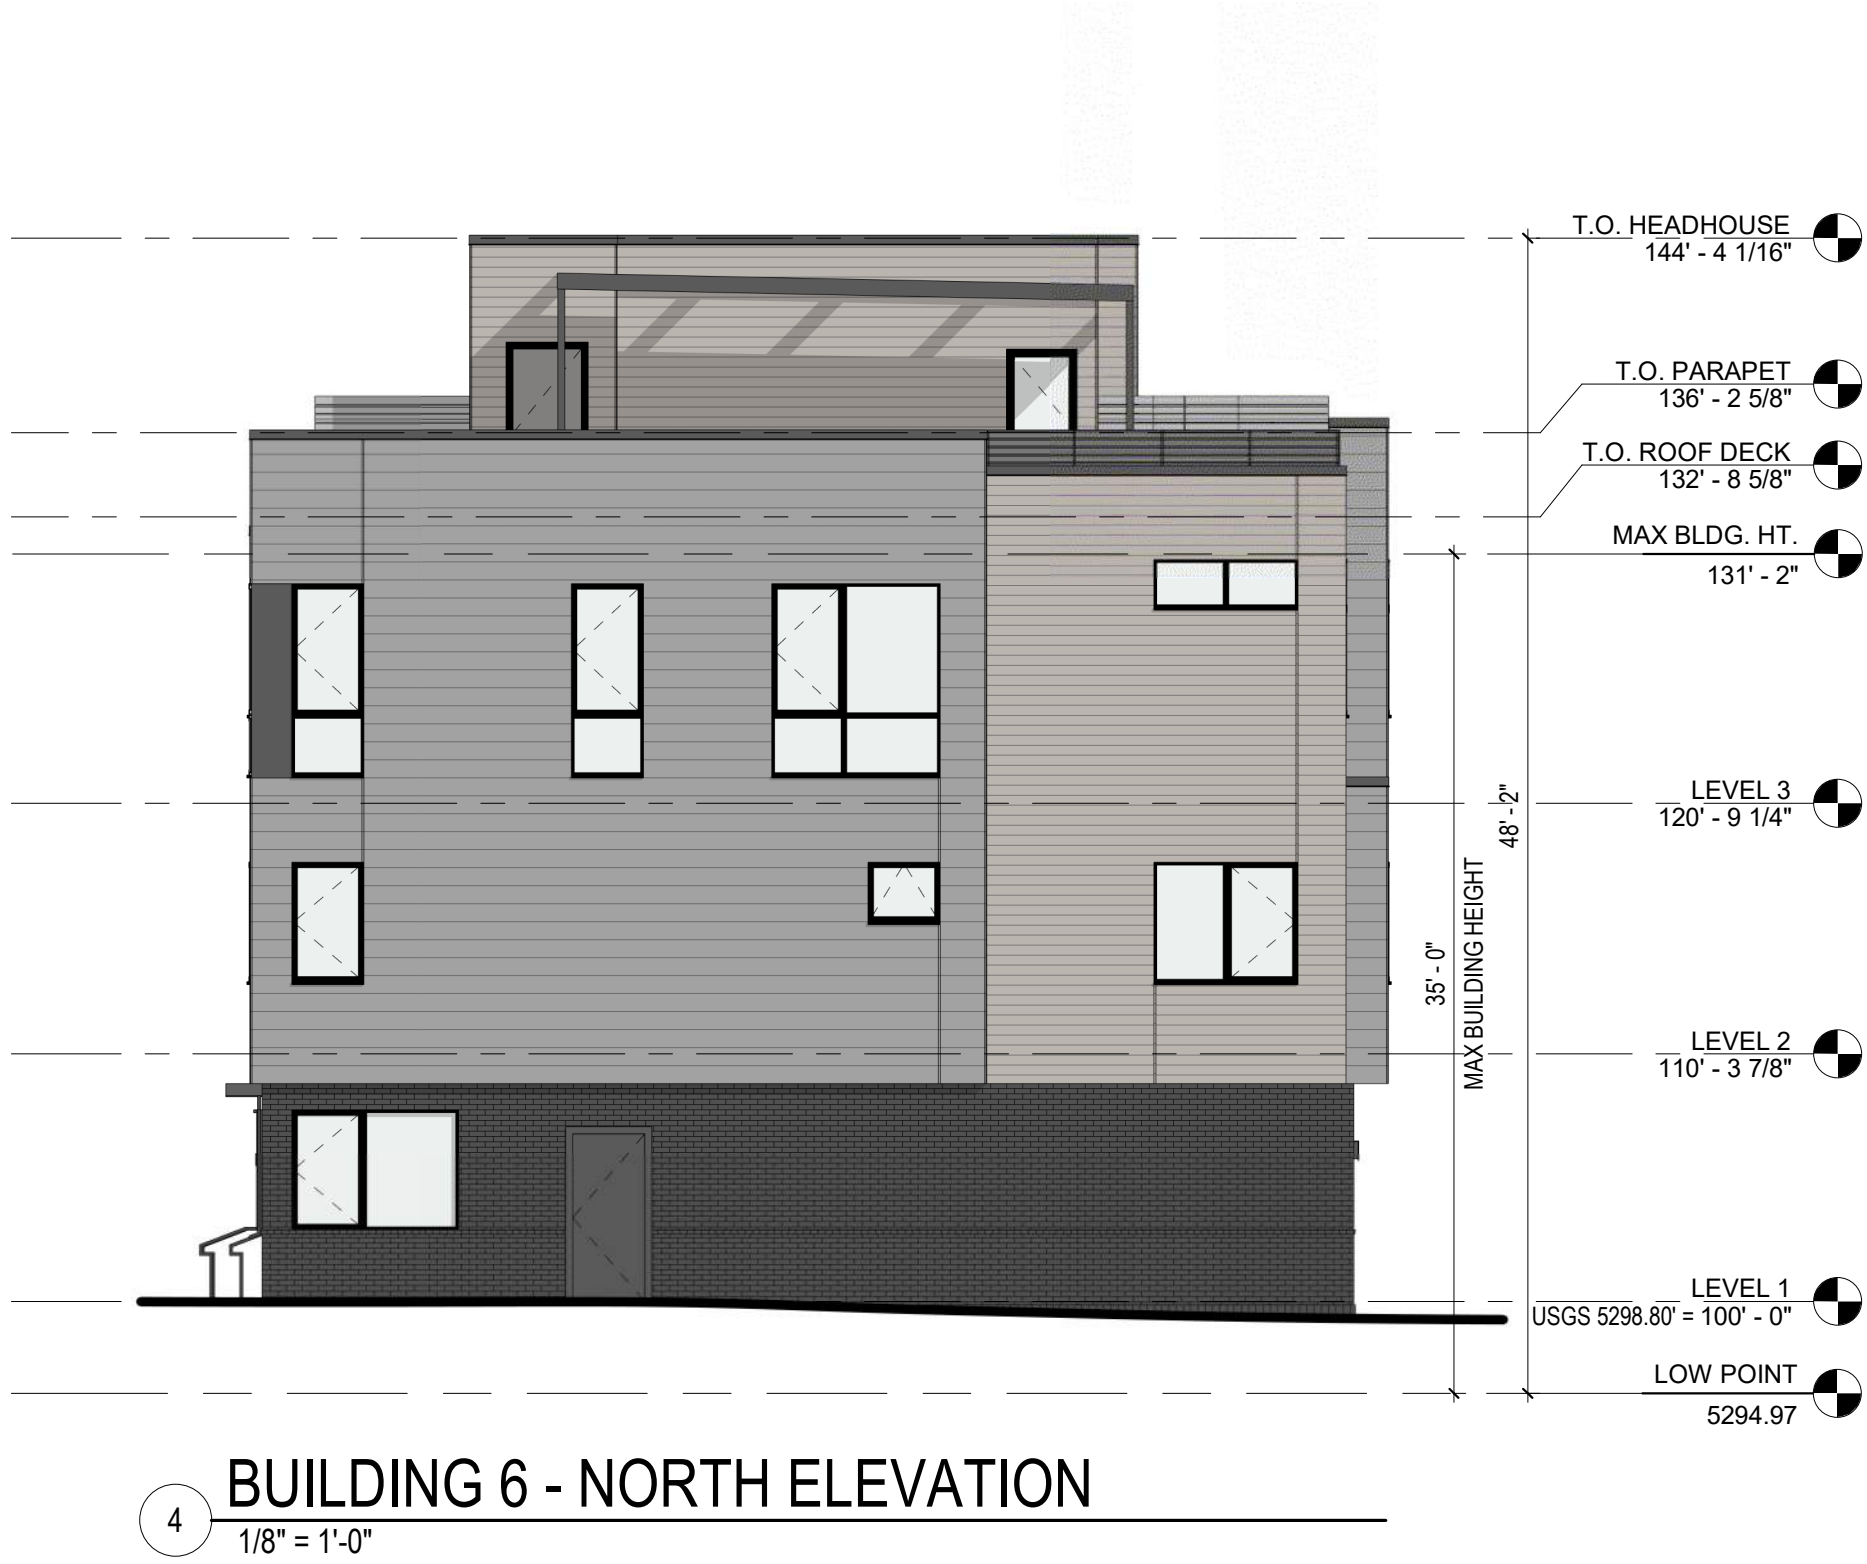 T.O. HEADHOUSE
144' - 4 1/16"
T.O. PARAPET
136' - 2 5/8"
T.O. ROOF DECK
132' - 8 5/8"
MAX BLDG. HT.
131' - 2"
LEVEL 3
120' - 9 1/4"
48' - 2"
35' - 0"
MAX BUILDING HEIGHT
LEVEL 2
110' - 3 7/8"
LEVEL 1
USGS 5298.80' = 100' - 0"
LOW POINT
5294.97
4
BUILDING 6 - NORTH ELEVATION
1/8" = 1'-0"